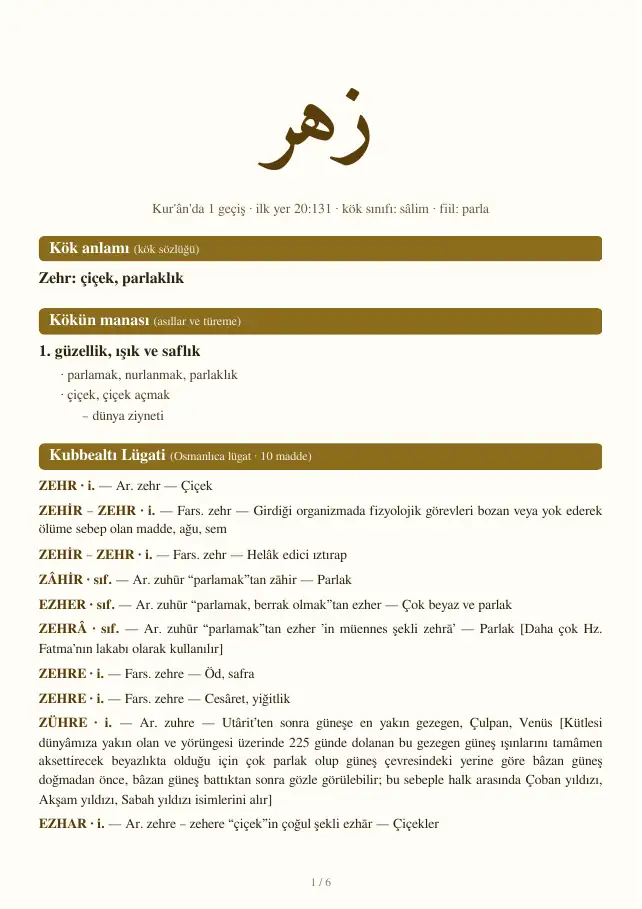 زهر
Kur'ân'da 1 geçiş · ilk yer 20:131 · kök sınıfı: sâlim · fiil: parla
Kök anlamı (kök sözlüğü)
Zehr: çiçek, parlaklık
Kökün manası (asıllar ve türeme)
1. güzellik, ışık ve saflık
· parlamak, nurlanmak, parlaklık
· çiçek, çiçek açmak
– dünya ziyneti
Kubbealtı Lügati (Osmanlıca lügat · 10 madde)
ZEHR · i. — Ar. zehr — Çiçek
ZEHİR – ZEHR · i. — Fars. zehr — Girdiği organizmada fizyolojik görevleri bozan veya yok ederek
ölüme sebep olan madde, ağu, sem
ZEHİR – ZEHR · i. — Fars. zehr — Helâk edici ıztırap
ZÂHİR · sıf. — Ar. zuhūr “parlamak”tan zāhir — Parlak
EZHER · sıf. — Ar. zuhūr “parlamak, berrak olmak”tan ezher — Çok beyaz ve parlak
ZEHRÂ · sıf. — Ar. zuhūr “parlamak”tan ezher ’in müennes şekli zehrā’ — Parlak [Daha çok Hz.
Fatma’nın lakabı olarak kullanılır]
ZEHRE · i. — Fars. zehre — Öd, safra
ZEHRE · i. — Fars. zehre — Cesâret, yiğitlik
ZÜHRE · i. — Ar. zuhre — Utârit’ten sonra güneşe en yakın gezegen, Çulpan, Venüs [Kütlesi
dünyâmıza yakın olan ve yörüngesi üzerinde 225 günde dolanan bu gezegen güneş ışınlarını tamâmen
aksettirecek beyazlıkta olduğu için çok parlak olup güneş çevresindeki yerine göre bâzan güneş
doğmadan önce, bâzan güneş battıktan sonra gözle görülebilir; bu sebeple halk arasında Çoban yıldızı,
Akşam yıldızı, Sabah yıldızı isimlerini alır]
EZHAR · i. — Ar. zehre – zehere “çiçek”in çoğul şekli ezhār — Çiçekler
1 / 6